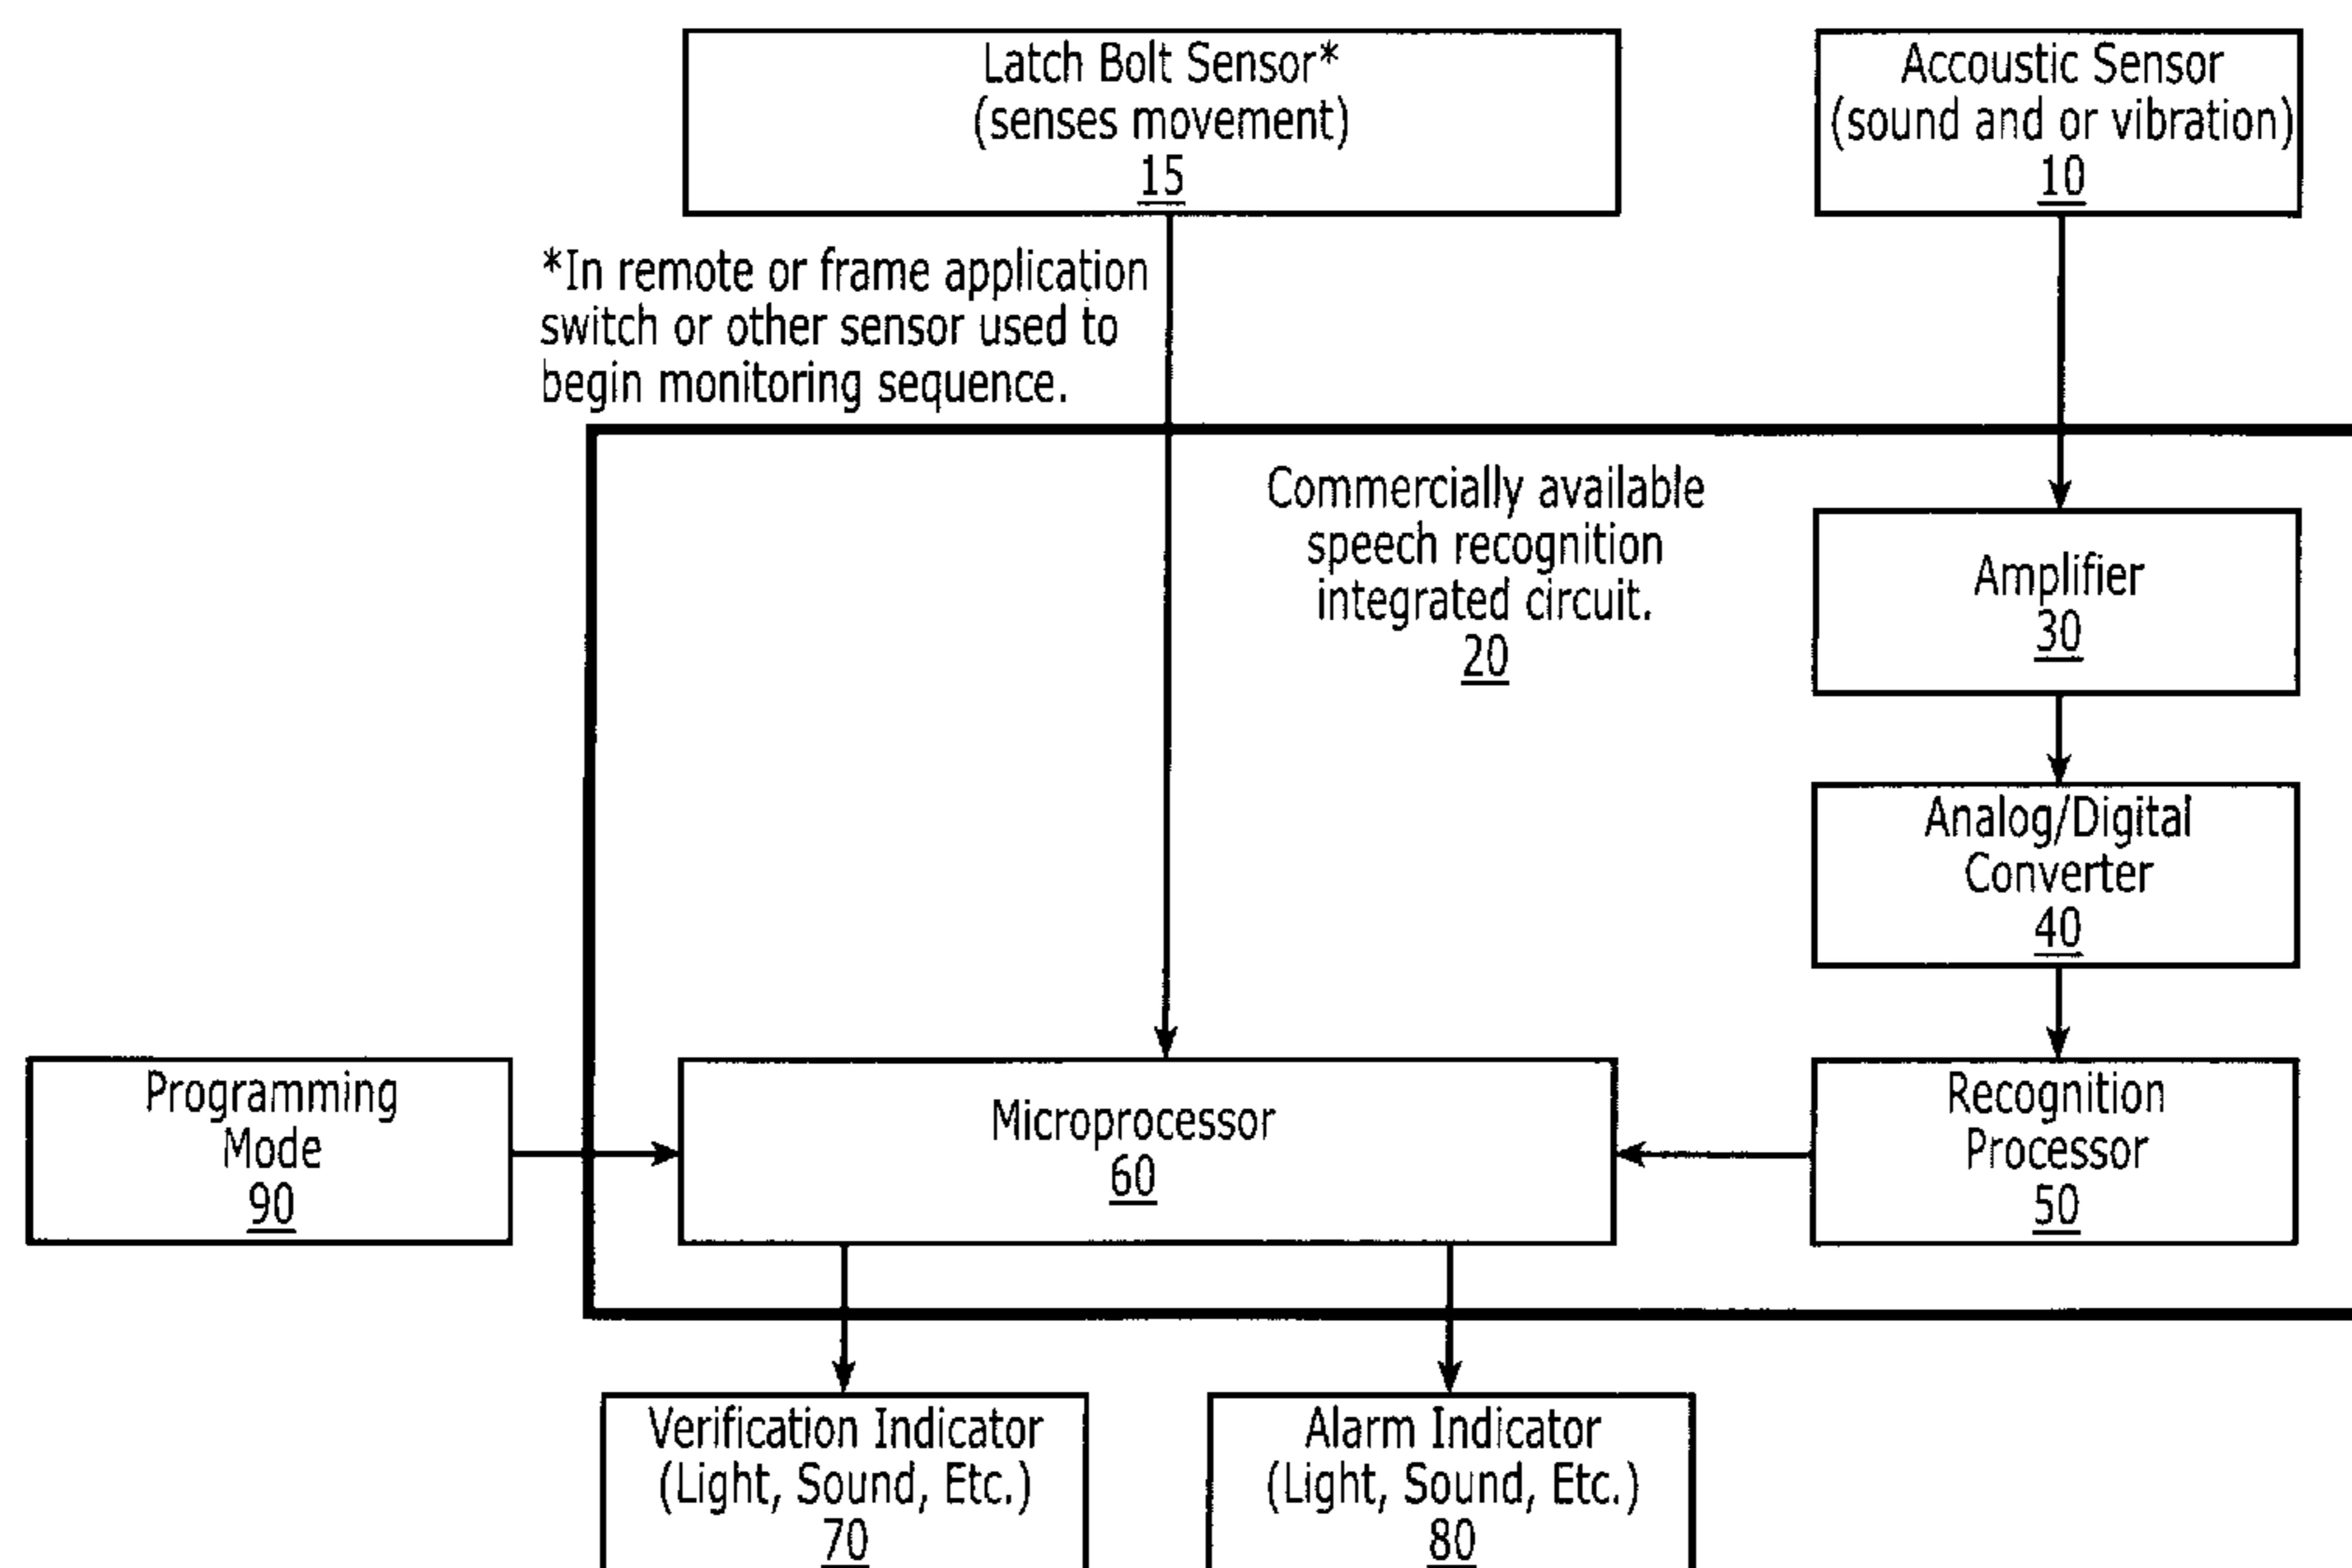 Latch Bolt Sensor*
(senses movement)
15
Accoustic Sensor
(sound and or vibration)
10
*In remote or frame application
switch or other sensor used to
begin monitoring sequence.
Commercially available
speech recognition
integrated circuit.
20
Amplifier
30
Analog/Digital
Converter
40
Programming
Mode
90
Microprocessor
60
Recognition
Processor
50
Verification Indicator
(Light, Sound, Etc.)
70
Alarm Indicator
(Light, Sound, Etc.)
80